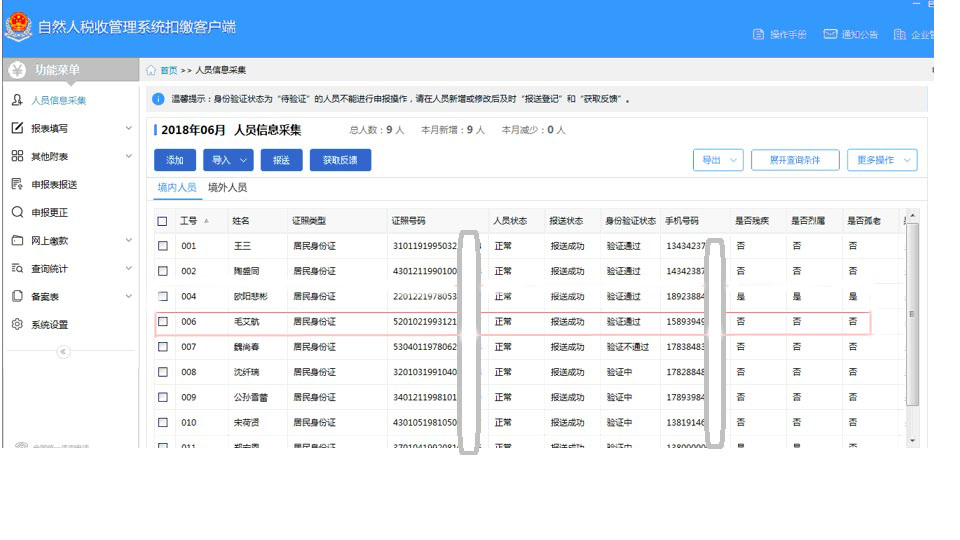 自然人税收管理系统扣缴客户端
操作手册 通知公告 企业管
功能菜单
首页 >> 人员信息采集
人员信息采集
温馨提示：身份验证状态为“待验证”的人员不能进行申报操作，请在人员新增或修改后及时“报送登记”和“获取反馈”。
报表填写
2018年06月 人员信息采集 总人数：9 人 本月新增：9 人 本月减少：0 人
其他附表
添加 导入 报送 获取反馈 导出 展开查询条件 更多操作
申报表报送
境内人员 境外人员
申报更正
工号 姓名 证照类型 证照号码 人员状态 报送状态 身份验证状态 手机号码 是否残疾 是否烈属 是否孤老
网上缴款
001 王三 居民身份证 3101191995032 正常 报送成功 验证通过 13434237 否 否 否
查询统计
002 陶盛同 居民身份证 4301211990100 正常 报送成功 验证通过 14342387 否 否 否
备案表
004 欧阳悲彬 居民身份证 2201221978053 正常 报送成功 验证通过 18923884 是 是 是
系统设置
006 毛艾航 居民身份证 5201021993121 正常 报送成功 验证通过 15893949 否 否 否
007 魏尚春 居民身份证 5304011978062 正常 报送成功 验证不通过 17838483 否 否 否
008 沈纤瑞 居民身份证 3201031991040 正常 报送成功 验证中 17828848 否 否 否
009 公孙雪蕾 居民身份证 3401211998101 正常 报送成功 验证中 17893984 否 否 否
010 宋荷贤 居民身份证 4301051981050 正常 报送成功 验证中 13819146 否 否 否
011 居民身份证 正常 报送成功 验证中 是 是 否